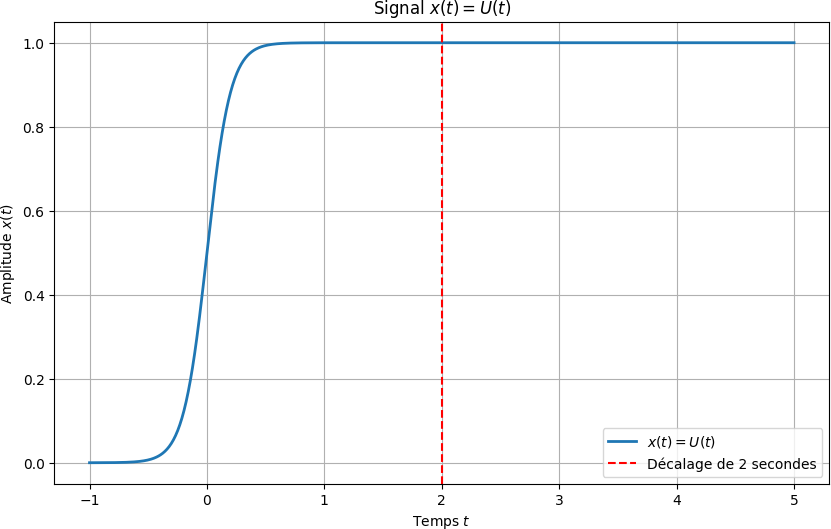 Signal x(t) = U(t)
Amplitude x(t)
1.0
0.8
0.6
0.4
0.2
0.0
−1
0
1
2
3
4
5
Temps t
x(t) = U(t)
Décalage de 2 secondes